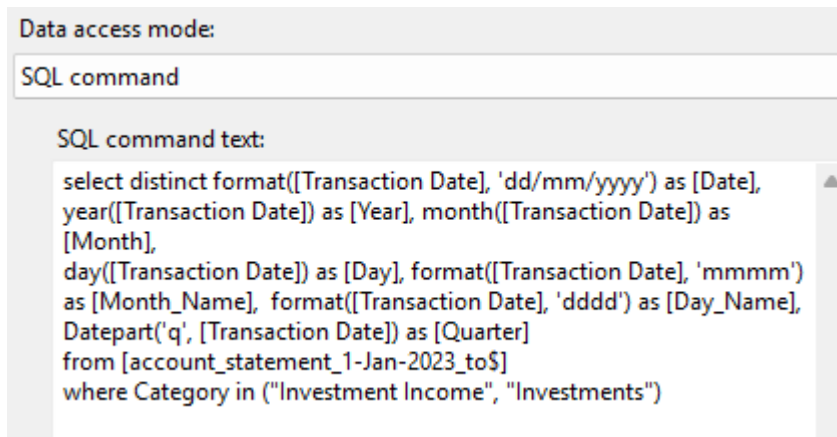 Data access mode:
SQL command
SQL command text:
select distinct format([Transaction Date], 'dd/mm/yyyy') as [Date],
year([Transaction Date]) as [Year], month([Transaction Date]) as
[Month],
day([Transaction Date]) as [Day], format([Transaction Date], 'mmmm')
as [Month_Name],  format([Transaction Date], 'dddd') as [Day_Name],
Datepart('q', [Transaction Date]) as [Quarter]
from [account_statement_1-Jan-2023_to$]
where Category in ("Investment Income", "Investments")